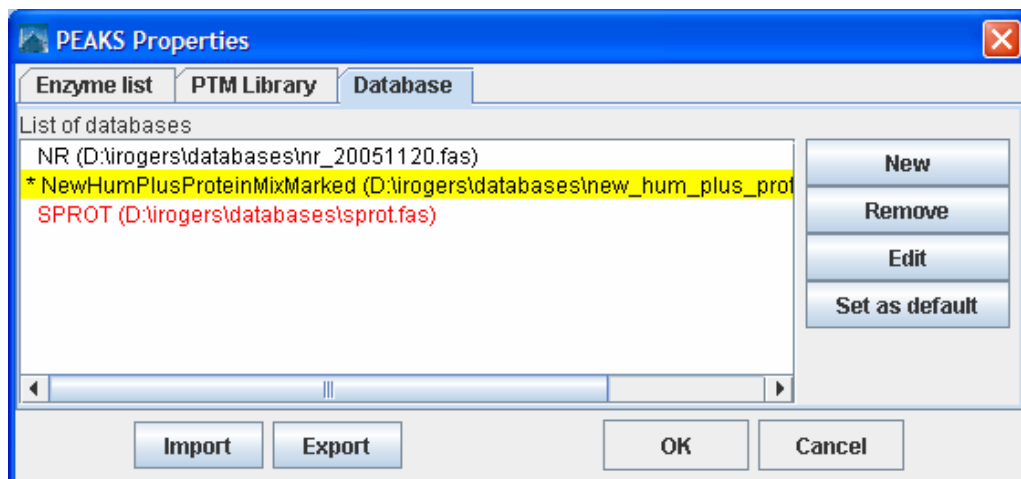 PEAKS Properties
Enzyme list PTM Library Database
List of databases
NR (D:\irogers\databases\nr_20051120.fas)
* NewHumPlusProteinMixMarked (D:\irogers\databases\new_hum_plus_prot
SPROT (D:\irogers\databases\sprot.fas)
New
Remove
Edit
Set as default
Import Export OK Cancel